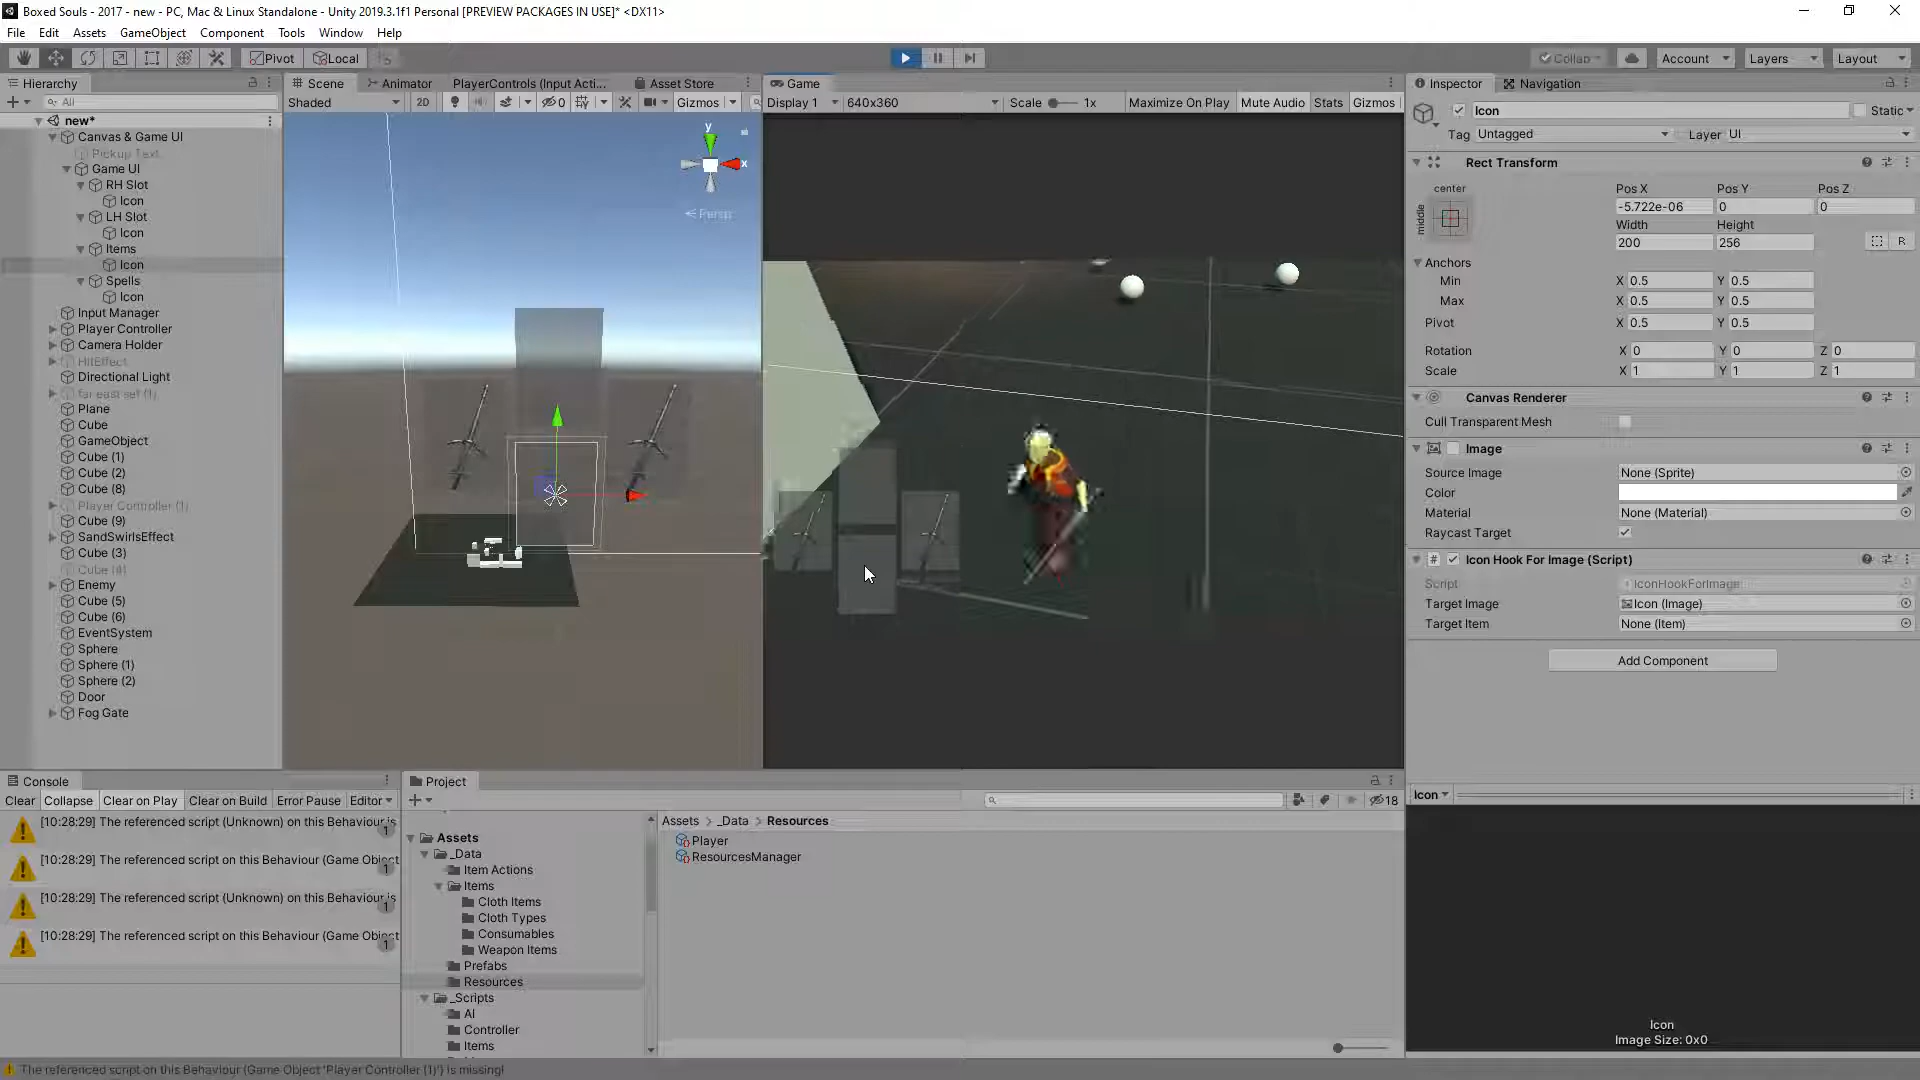 Boxed Souls - 2017 - new - PC, Mac & Linux Standalone - Unity 2019.3.1f1 Personal [PREVIEW PACKAGES IN USE]* <DX11>
File Edit Assets GameObject Component Tools Window Help
Pivot Local Collab Account Layers Layout
Hierarchy
All
new*
Canvas & Game UI
Pickup Text
Game UI
RH Slot
Icon
LH Slot
Icon
Items
Icon
Spells
Icon
Input Manager
Player Controller
Camera Holder
HitEffect
Directional Light
far east set (1)
Plane
Cube
GameObject
Cube (1)
Cube (2)
Cube (8)
Player Controller (1)
Cube (9)
SandSwirlsEffect
Cube (3)
Cube (4)
Enemy
Cube (5)
Cube (6)
EventSystem
Sphere
Sphere (1)
Sphere (2)
Door
Fog Gate
Scene Animator PlayerControls (Input Acti... Asset Store
Shaded 2D 0 Gizmos
y
x
Persp
Game
Display 1 640x360 Scale 1x Maximize On Play Mute Audio Stats Gizmos
Inspector Navigation
Icon Static
Tag Untagged Layer UI
Rect Transform
center
middle
Pos X Pos Y Pos Z
-5.722e-06 0 0
Width Height
200 256
R
Anchors
Min X 0.5 Y 0.5
Max X 0.5 Y 0.5
Pivot X 0.5 Y 0.5
Rotation X 0 Y 0 Z 0
Scale X 1 Y 1 Z 1
Canvas Renderer
Cull Transparent Mesh
Image
Source Image None (Sprite)
Color
Material None (Material)
Raycast Target
# Icon Hook For Image (Script)
Script IconHookForImage
Target Image Icon (Image)
Target Item None (Item)
Add Component
Icon
Icon
Image Size: 0x0
Console
Clear Collapse Clear on Play Clear on Build Error Pause Editor
[10:28:29] The referenced script (Unknown) on this Behaviour is
1
[10:28:29] The referenced script on this Behaviour (Game Object
1
[10:28:29] The referenced script (Unknown) on this Behaviour is
1
[10:28:29] The referenced script on this Behaviour (Game Object
1
Project
18
Assets
_Data
Item Actions
Items
Cloth Items
Cloth Types
Consumables
Weapon Items
Prefabs
Resources
_Scripts
AI
Controller
Items
Assets > _Data > Resources
Player
ResourcesManager
The referenced script on this Behaviour (Game Object 'Player Controller (1)') is missing!